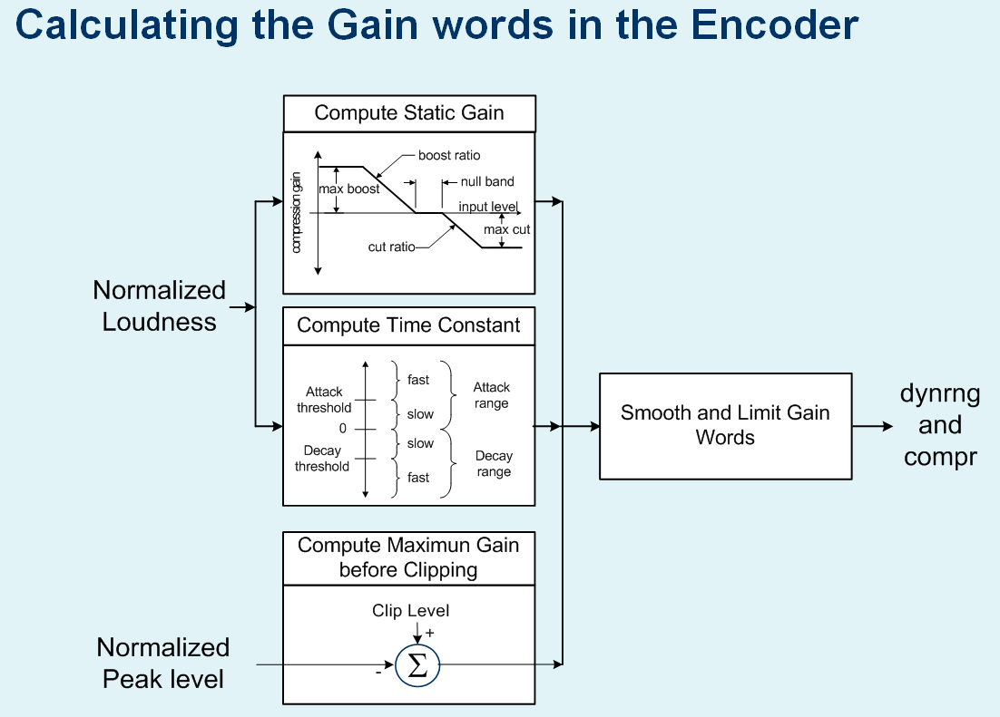 Calculating the Gain words in the Encoder
Compute Static Gain
compression gain
max boost
boost ratio
null band
input level
max cut
cut ratio
Normalized
Loudness
Compute Time Constant
Attack
threshold
0
Decay
threshold
fast
slow
slow
fast
Attack
range
Decay
range
Smooth and Limit Gain
Words
dynrng
and
compr
Compute Maximun Gain
before Clipping
Clip Level
+
-
Σ
Normalized
Peak level